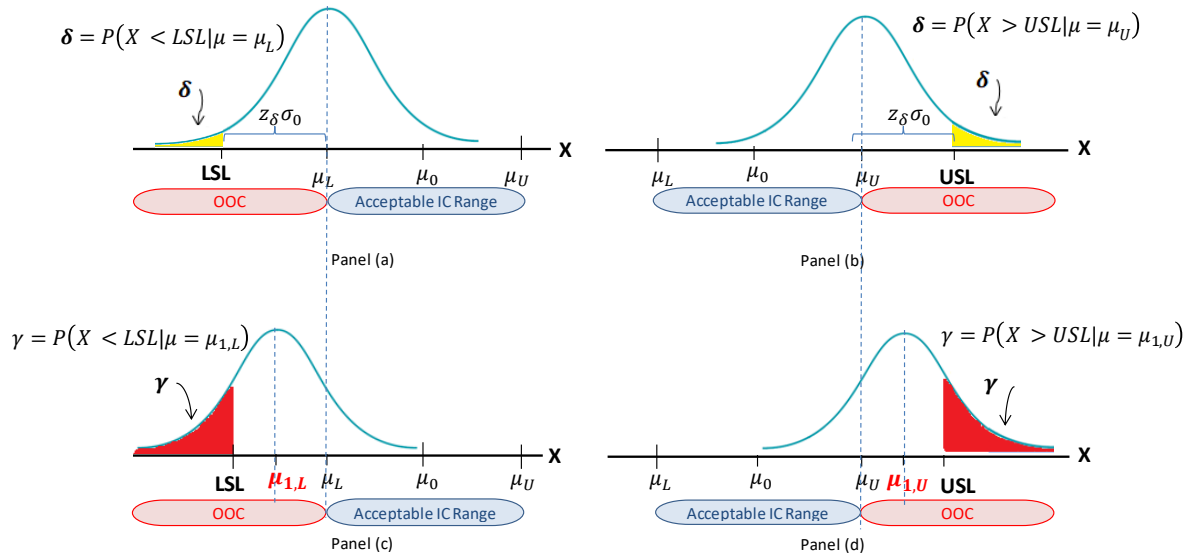 δ = P(X < LSL|μ = μ_L)
δ
z_δσ_0
X
LSL
μ_L
μ_0
μ_U
OOC
Acceptable IC Range
Panel (a)
δ = P(X > USL|μ = μ_U)
δ
z_δσ_0
X
μ_L
μ_0
μ_U
USL
Acceptable IC Range
OOC
Panel (b)
γ = P(X < LSL|μ = μ_{1,L})
γ
X
LSL
μ_{1,L}
μ_L
μ_0
μ_U
OOC
Acceptable IC Range
Panel (c)
γ = P(X > USL|μ = μ_{1,U})
γ
X
μ_L
μ_0
μ_U
μ_{1,U}
USL
Acceptable IC Range
OOC
Panel (d)